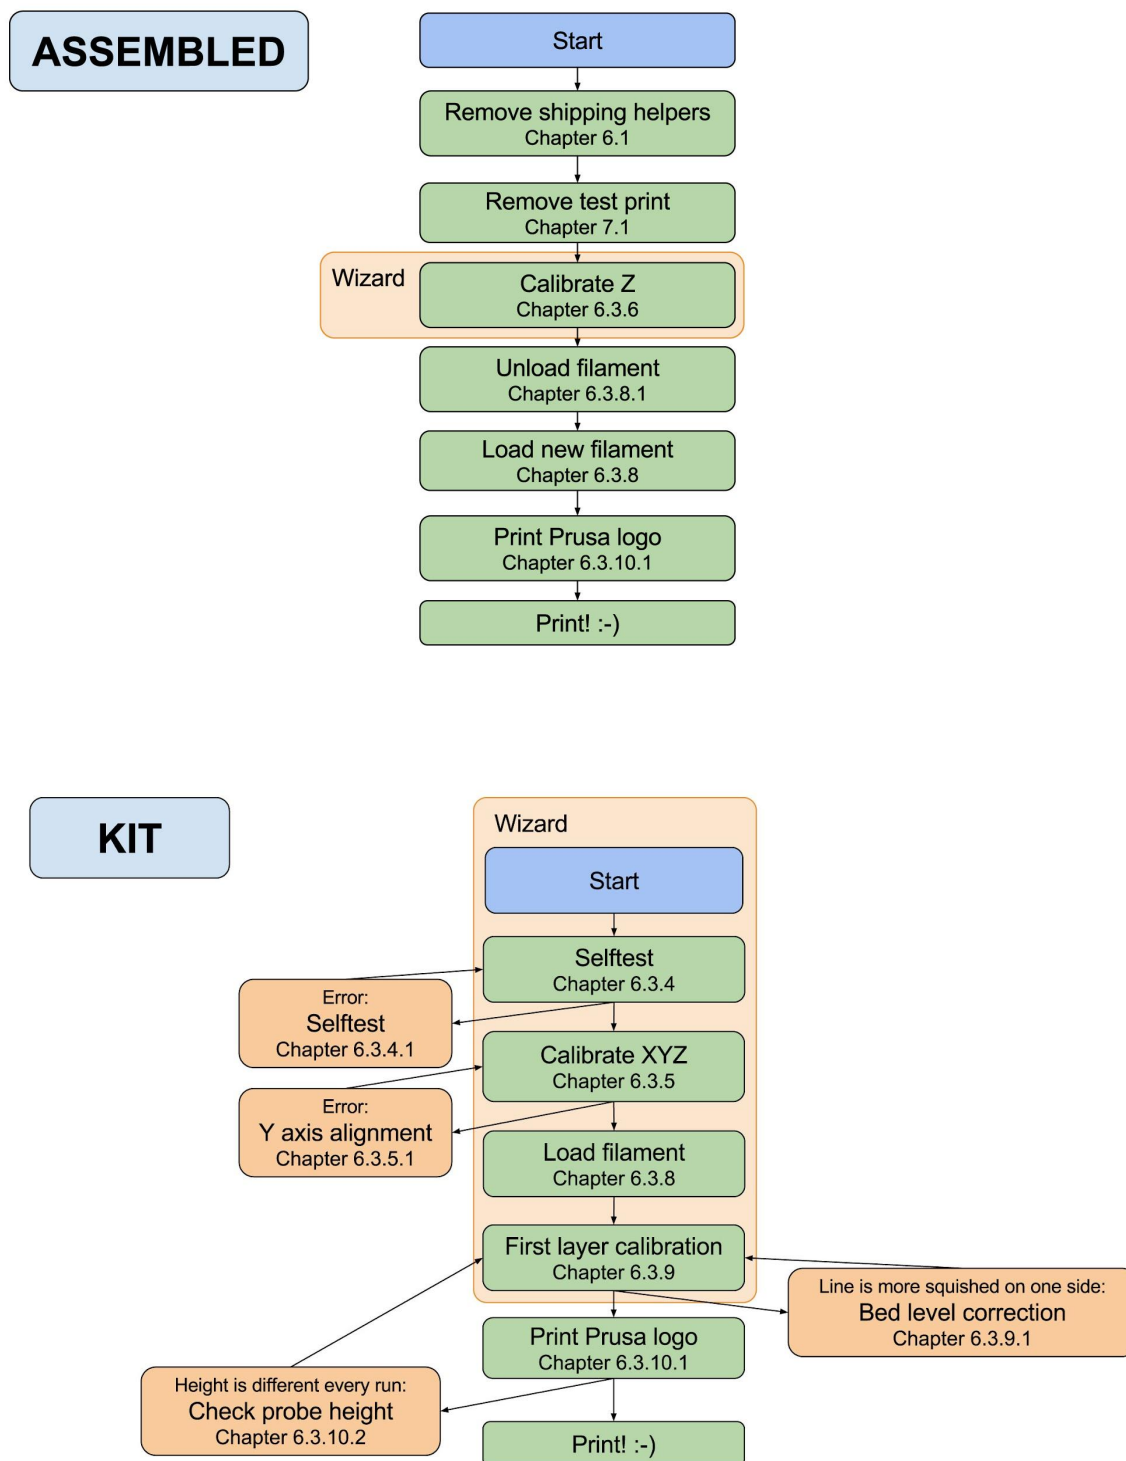 ASSEMBLED
Start
Remove shipping helpers
Chapter 6.1
Remove test print
Chapter 7.1
Wizard
Calibrate Z
Chapter 6.3.6
Unload filament
Chapter 6.3.8.1
Load new filament
Chapter 6.3.8
Print Prusa logo
Chapter 6.3.10.1
Print! :-)
KIT
Wizard
Start
Selftest
Chapter 6.3.4
Error:
Selftest
Chapter 6.3.4.1
Calibrate XYZ
Chapter 6.3.5
Error:
Y axis alignment
Chapter 6.3.5.1
Load filament
Chapter 6.3.8
First layer calibration
Chapter 6.3.9
Line is more squished on one side:
Bed level correction
Chapter 6.3.9.1
Print Prusa logo
Chapter 6.3.10.1
Height is different every run:
Check probe height
Chapter 6.3.10.2
Print! :-)